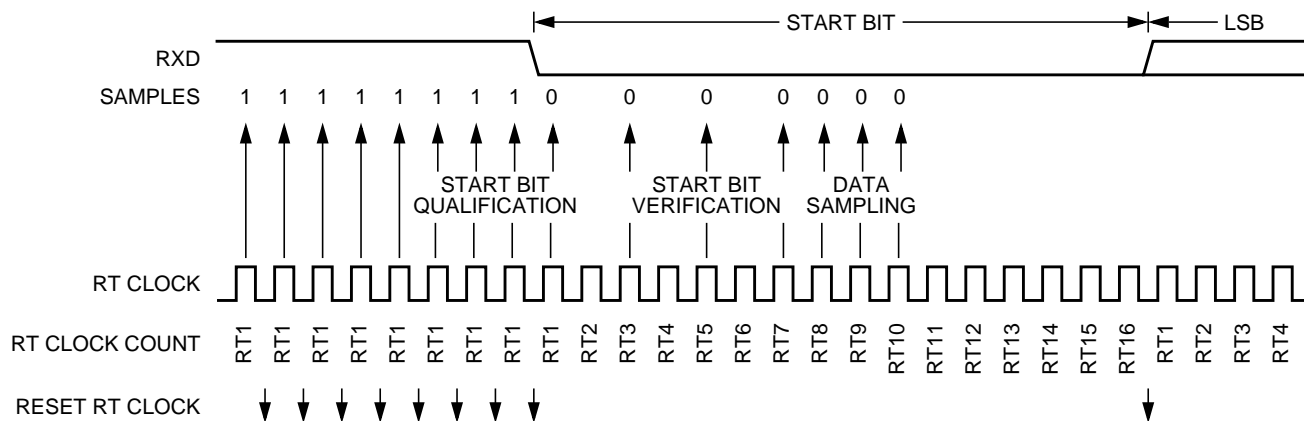 START BIT LSB
RXD
SAMPLES 1 1 1 1 1 1 1 1 0 0 0 0 0 0 0
START BIT QUALIFICATION
START BIT VERIFICATION
DATA SAMPLING
RT CLOCK
RT CLOCK COUNT RT1 RT1 RT1 RT1 RT1 RT1 RT1 RT1 RT1 RT2 RT3 RT4 RT5 RT6 RT7 RT8 RT9 RT10 RT11 RT12 RT13 RT14 RT15 RT16 RT1 RT2 RT3 RT4
RESET RT CLOCK